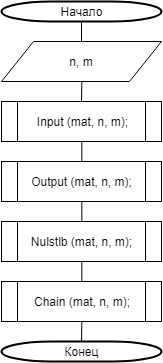 Начало
n, m
Input (mat, n, m);
Output (mat, n, m);
Nulstlb (mat, n, m);
Chain (mat, n, m);
Конец